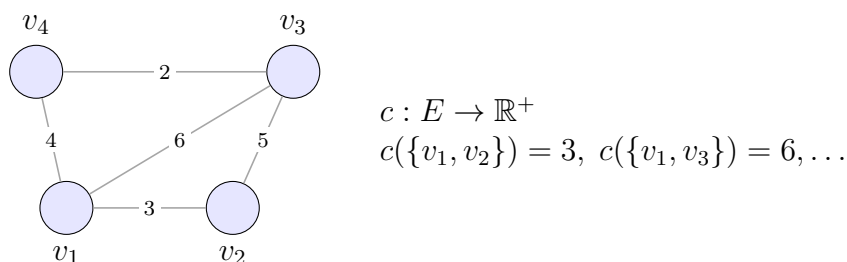 v₄ v₃
2
4 6 5
3
v₁ v₂
c : E → ℝ⁺
c({v₁, v₂}) = 3, c({v₁, v₃}) = 6, . . .